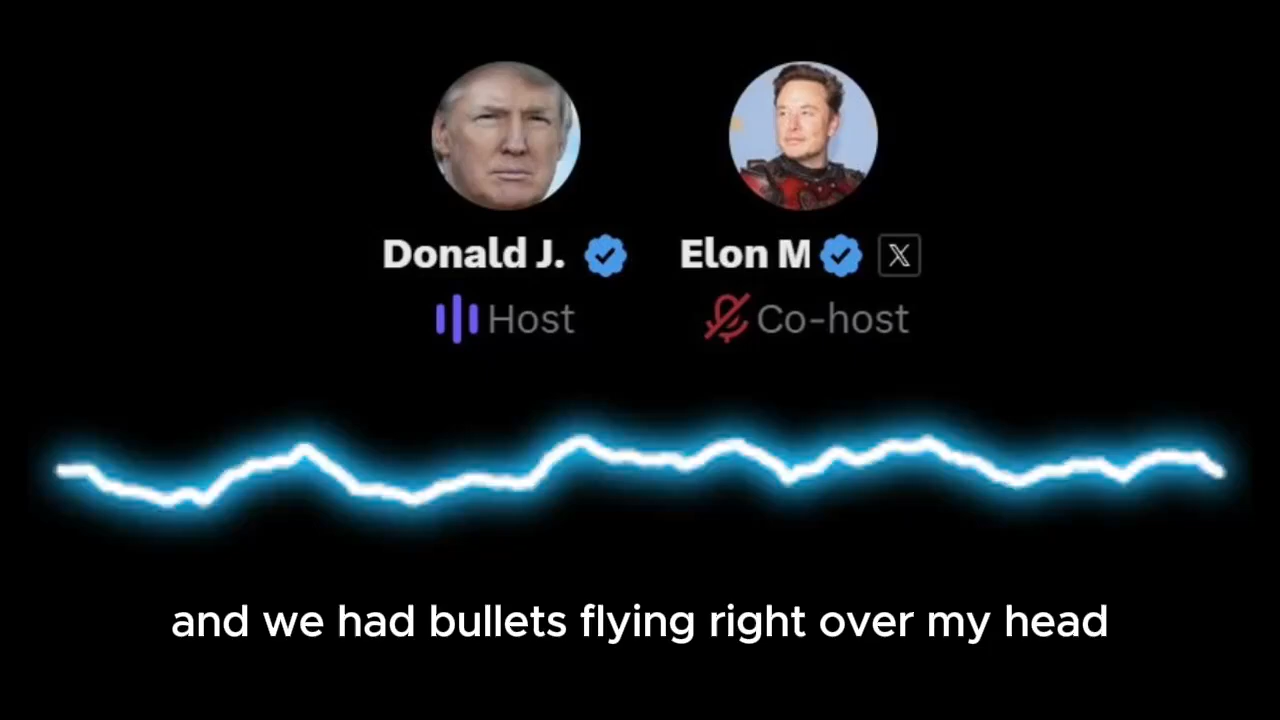 Donald J. Elon M X
Host Co-host
and we had bullets flying right over my head